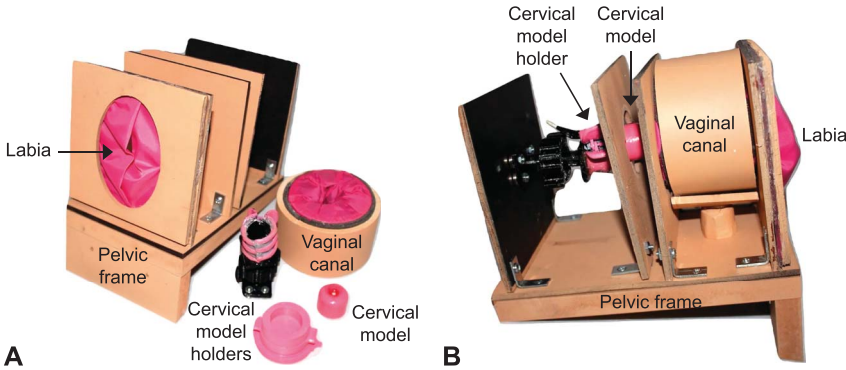 Labia
Pelvic
frame
Vaginal
canal
Cervical
model
holders
Cervical
model
A
Cervical
model
holder
Cervical
model
Vaginal
canal
Labia
Pelvic frame
B